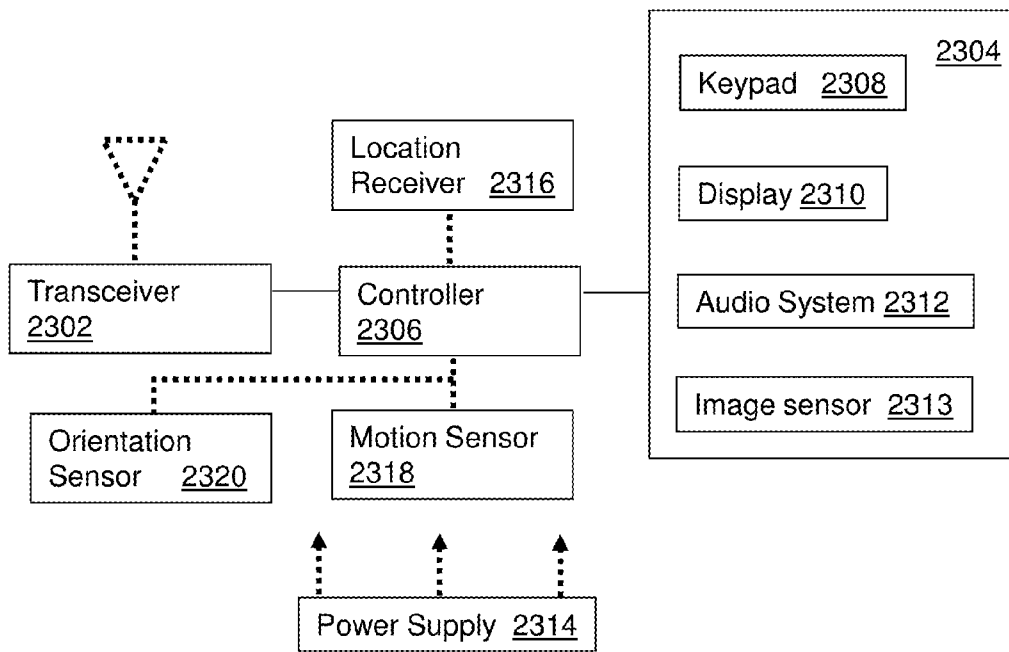 2304
Keypad 2308
Location
Receiver 2316
Display 2310
Transceiver
2302
Controller
2306
Audio System 2312
Image sensor 2313
Orientation
Sensor 2320
Motion Sensor
2318
Power Supply 2314